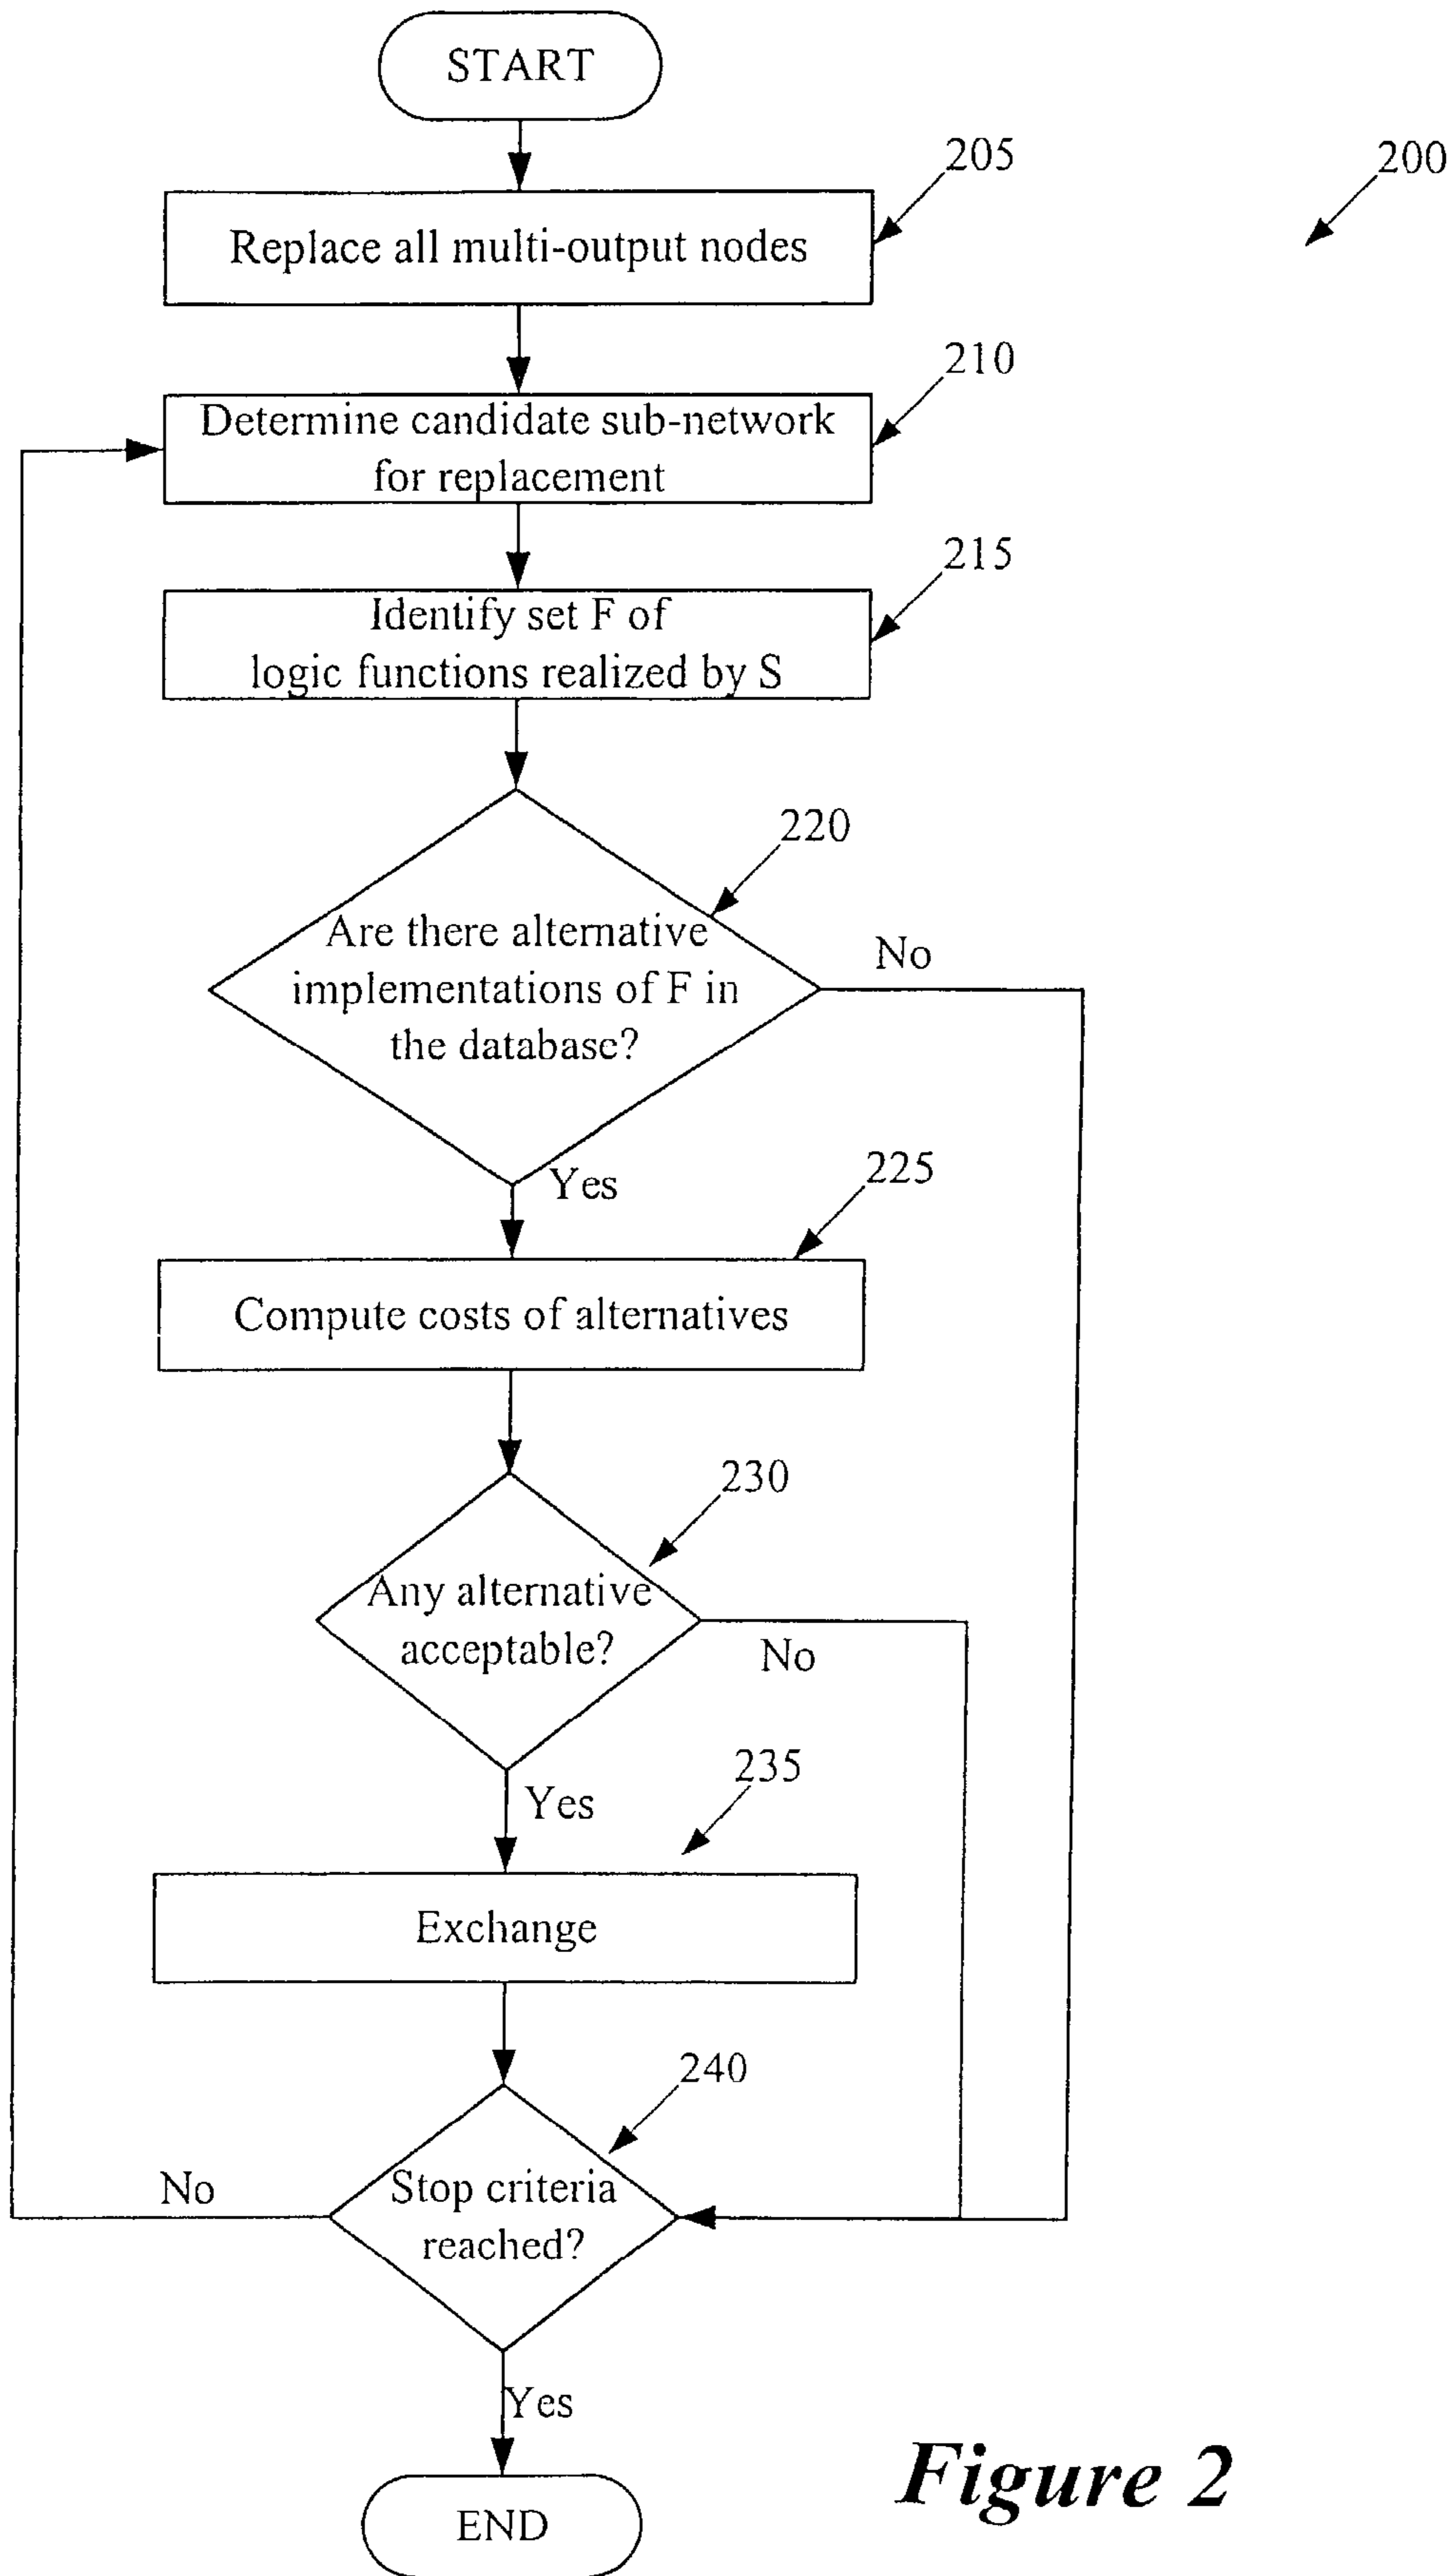 START
205
200
Replace all multi-output nodes
210
Determine candidate sub-network
for replacement
215
Identify set F of
logic functions realized by S
220
Are there alternative
implementations of F in
the database?
No
Yes
225
Compute costs of alternatives
230
Any alternative
acceptable?
No
Yes
235
Exchange
240
Stop criteria
reached?
No
Yes
END
Figure 2